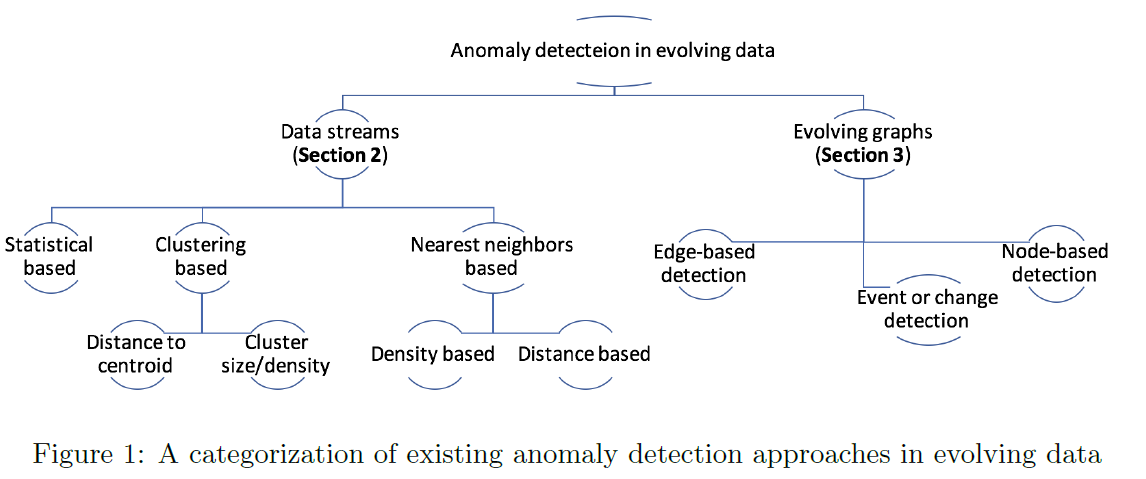 Anomaly detecteion in evolving data
Data streams
(Section 2)
Evolving graphs
(Section 3)
Statistical
based
Clustering
based
Nearest neighbors
based
Edge-based
detection
Node-based
detection
Event or change
detection
Distance to
centroid
Cluster
size/density
Density based
Distance based
Figure 1: A categorization of existing anomaly detection approaches in evolving data